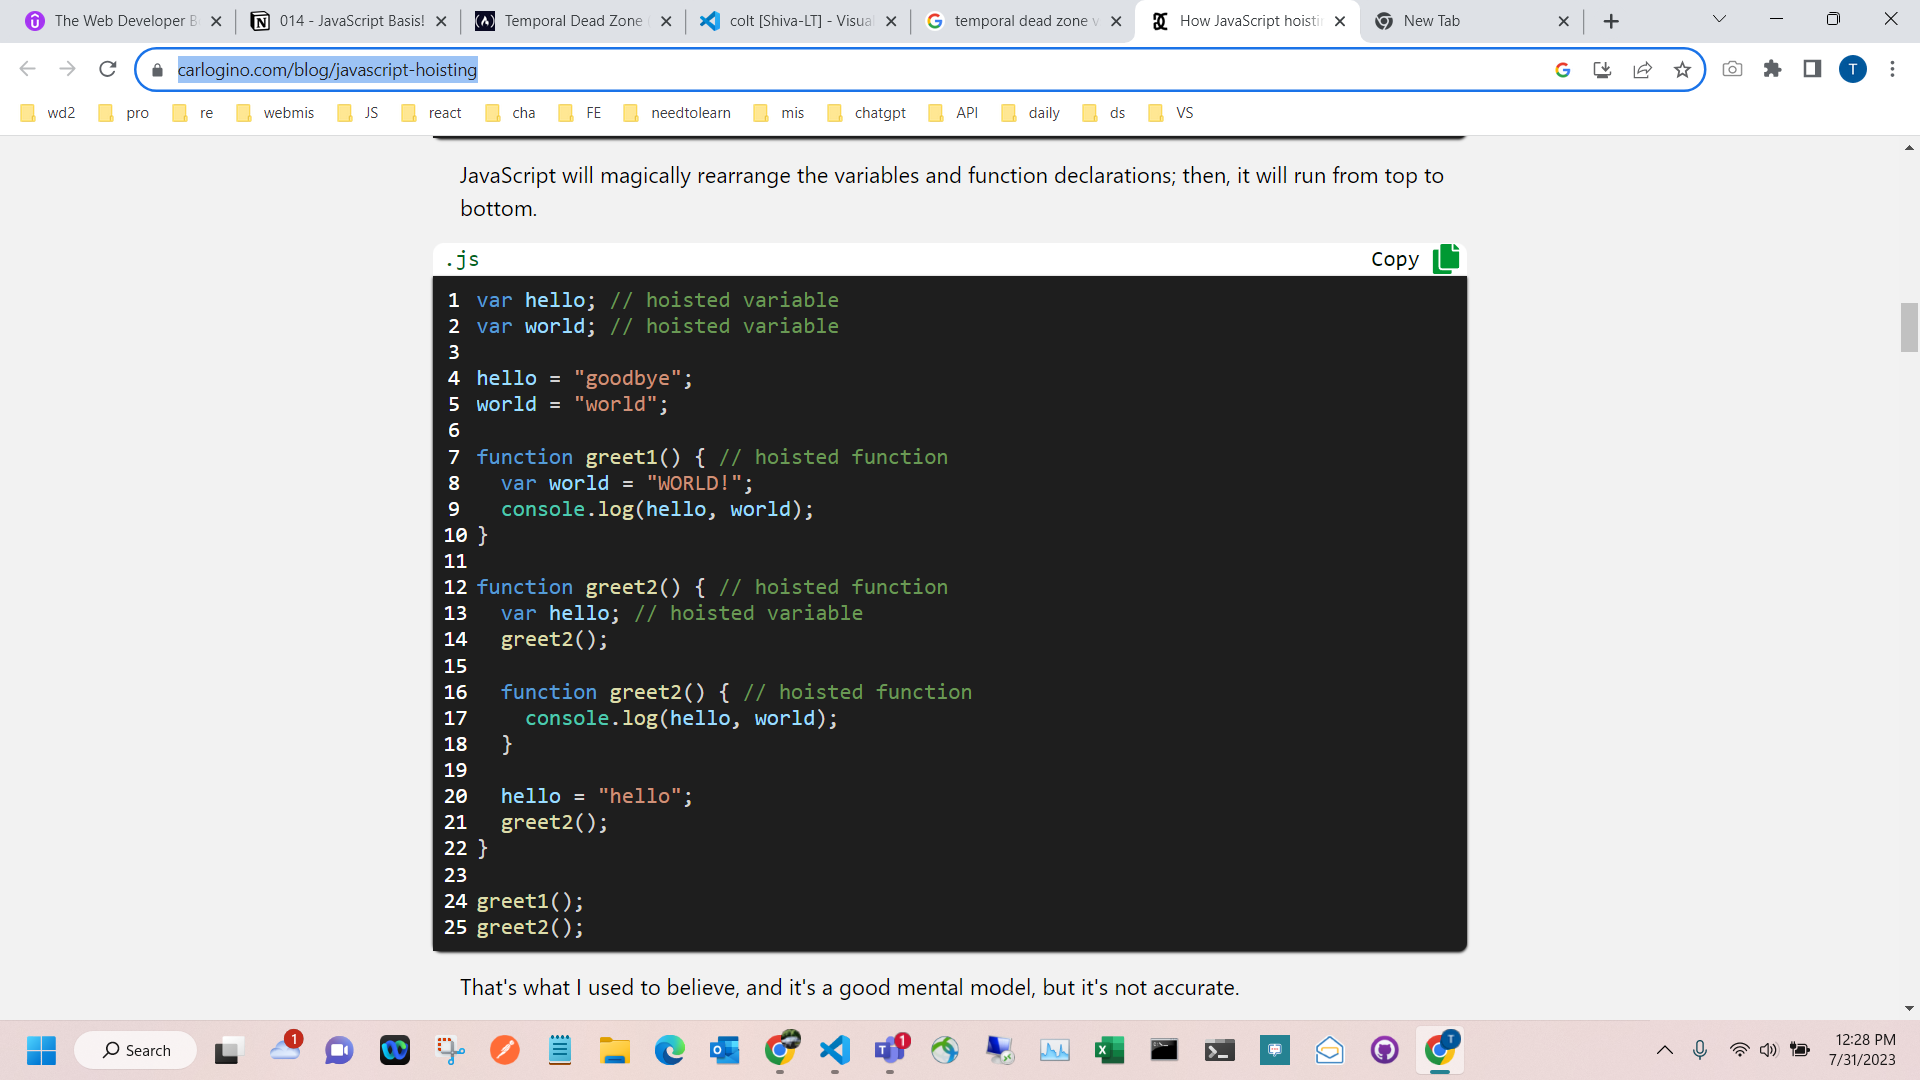 The Web Developer B
014 - JavaScript Basis!
Temporal Dead Zone
colt [Shiva-LT] - Visual
temporal dead zone v
How JavaScript hoistin
New Tab
carlogino.com/blog/javascript-hoisting
T
wd2
pro
re
webmis
JS
react
cha
FE
needtolearn
mis
chatgpt
API
daily
ds
VS
JavaScript will magically rearrange the variables and function declarations; then, it will run from top to
bottom.
.js
Copy
1 var hello; // hoisted variable
2 var world; // hoisted variable
3
4 hello = "goodbye";
5 world = "world";
6
7 function greet1() { // hoisted function
8 var world = "WORLD!";
9 console.log(hello, world);
10 }
11
12 function greet2() { // hoisted function
13 var hello; // hoisted variable
14 greet2();
15
16 function greet2() { // hoisted function
17 console.log(hello, world);
18 }
19
20 hello = "hello";
21 greet2();
22 }
23
24 greet1();
25 greet2();
That's what I used to believe, and it's a good mental model, but it's not accurate.
Search
1
1
T
12:28 PM
7/31/2023